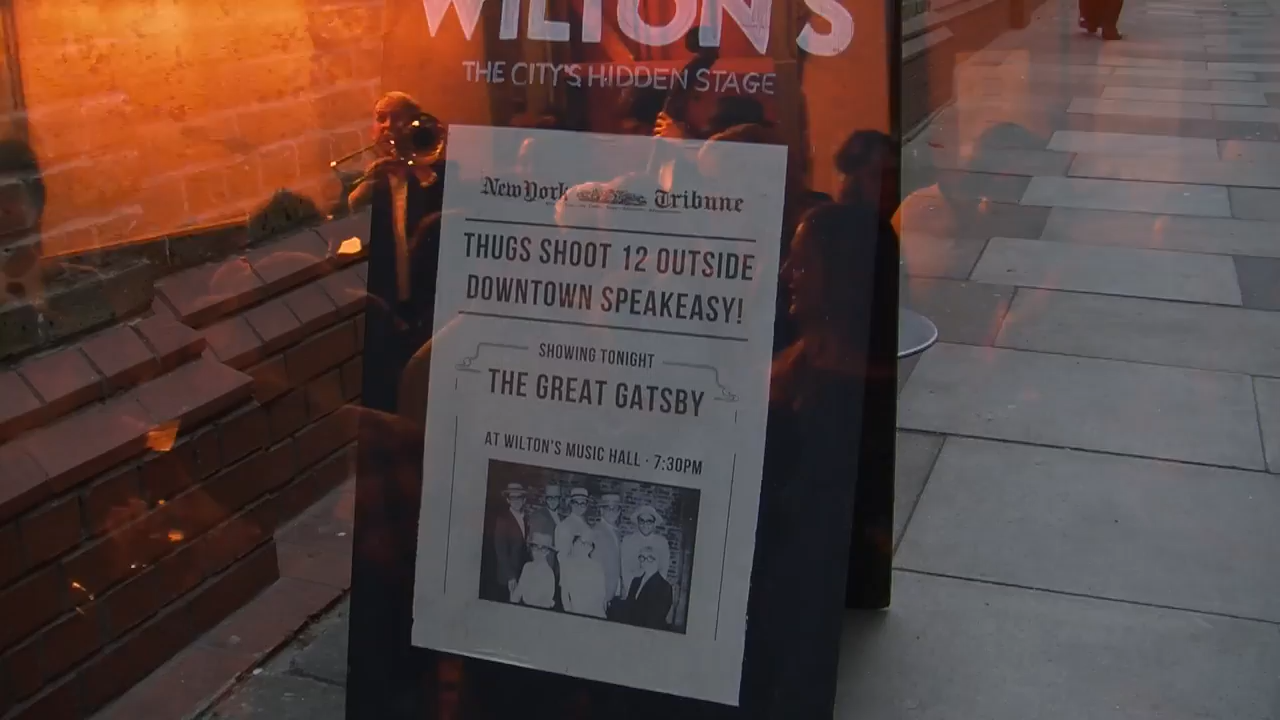 WILTON'S
THE CITY'S HIDDEN STAGE
New York Tribune
THUGS SHOOT 12 OUTSIDE
DOWNTOWN SPEAKEASY!
SHOWING TONIGHT
THE GREAT GATSBY
AT WILTON'S MUSIC HALL · 7:30PM